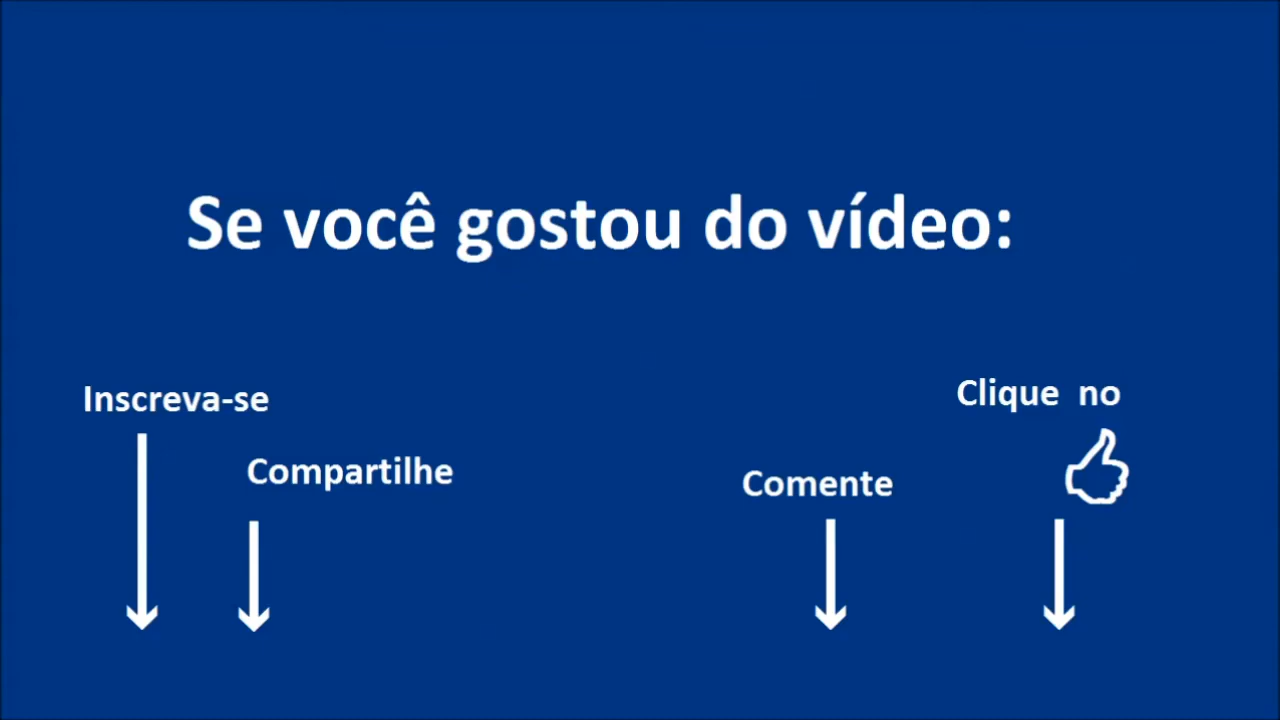 Se você gostou do vídeo:
Inscreva-se
Compartilhe
Comente
Clique no